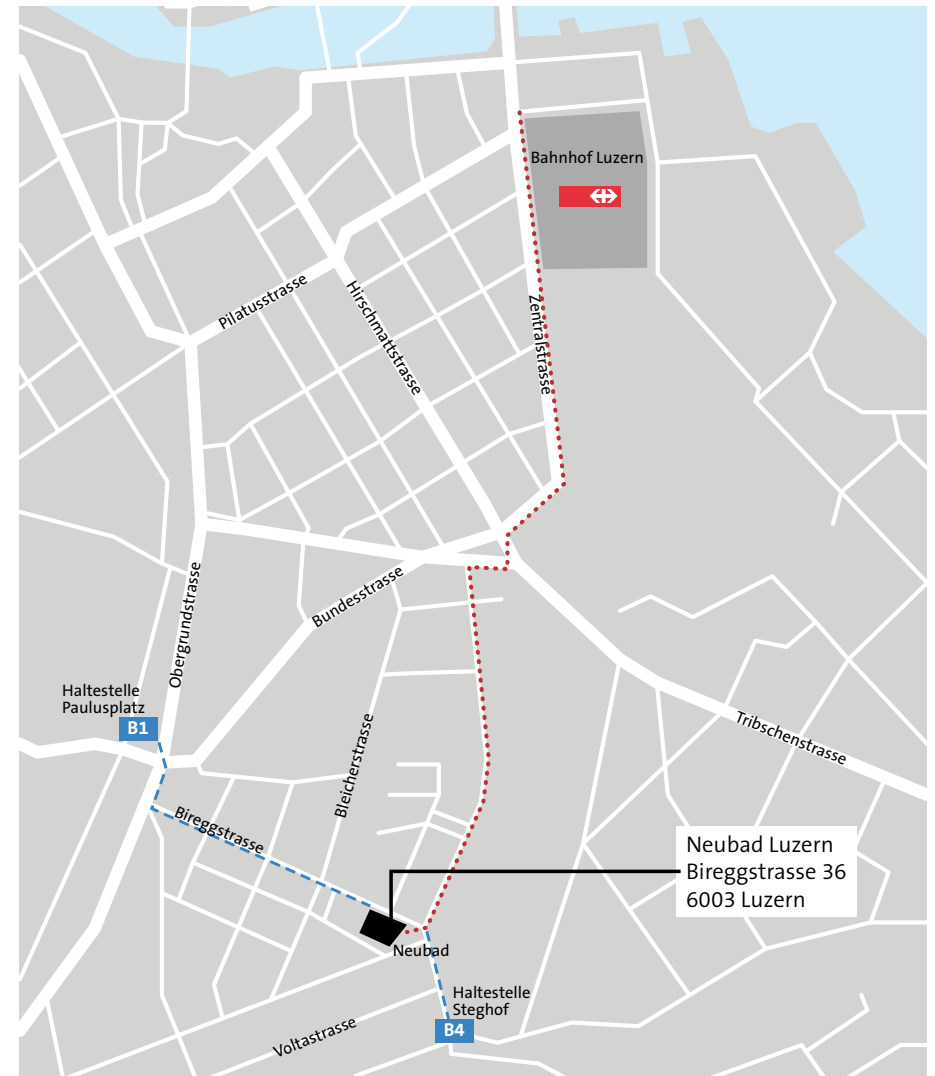 Bahnhof Luzern
Pilatusstrasse
Hirschmattstrasse
Zentralstrasse
Obergrundstrasse
Bundesstrasse
Haltestelle
Paulusplatz
B1
Tribschenstrasse
Bleicherstrasse
Bireggstrasse
Neubad Luzern
Bireggstrasse 36
6003 Luzern
Neubad
Haltestelle
Steghof
B4
Voltastrasse